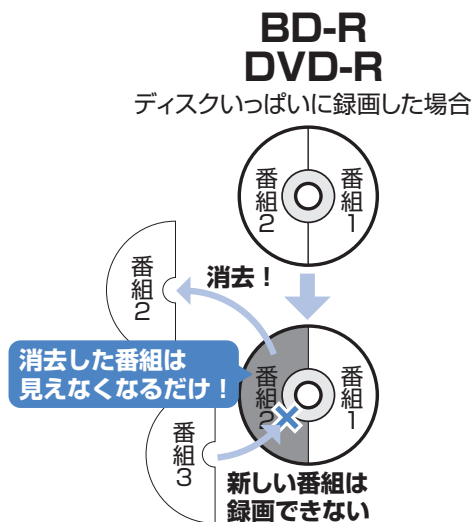 BD-R
DVD-R
ディスクいっぱいに録画した場合
番組2
番組1
消去！
番組2
消去した番組は
見えなくなるだけ！
番組2
番組1
番組3
新しい番組は
録画できない